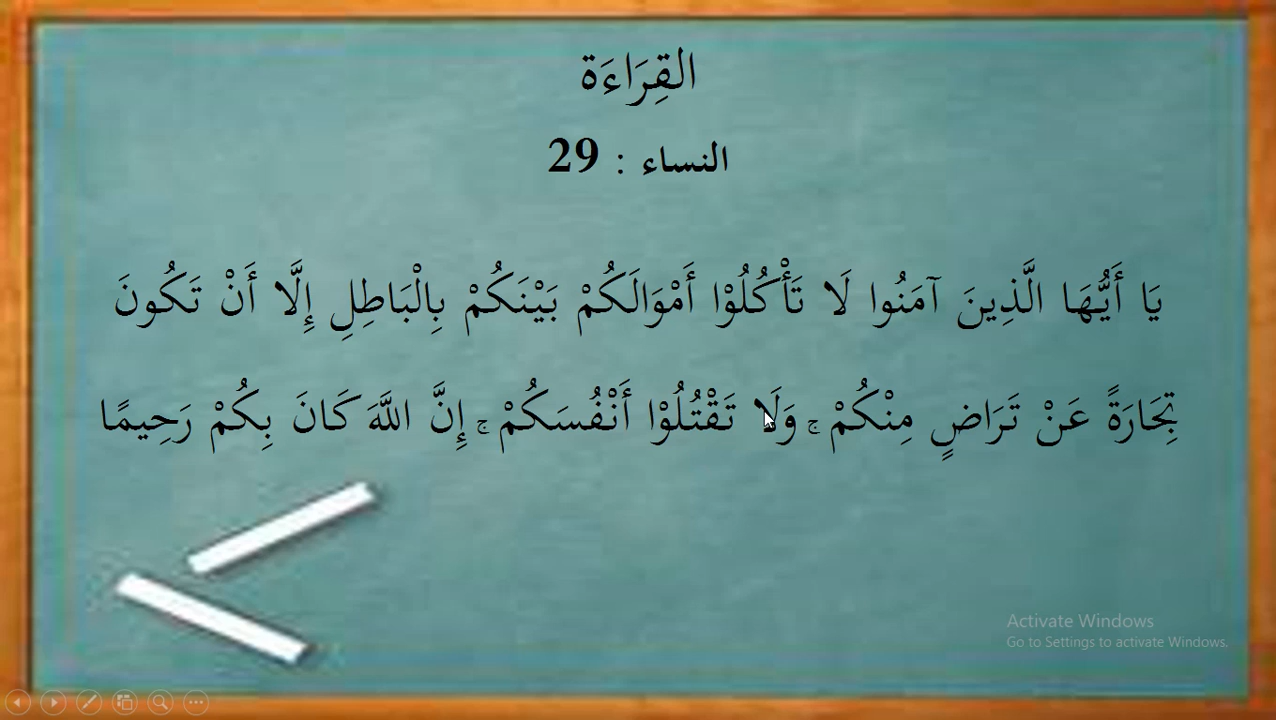 القِرَاءَة
النساء : 29
يَا أَيُّهَا الَّذِينَ آمَنُوا لَا تَأْكُلُوْا أَمْوَالَكُمْ بَيْنَكُمْ بِالْبَاطِلِ إِلَّا أَنْ تَكُونَ
تِجَارَةً عَنْ تَرَاضٍ مِنْكُمْ ۚ وَلَا تَقْتُلُوْا أَنْفُسَكُمْ ۚ إِنَّ اللَّهَ كَانَ بِكُمْ رَحِيمًا
Activate Windows
Go to Settings to activate Windows.